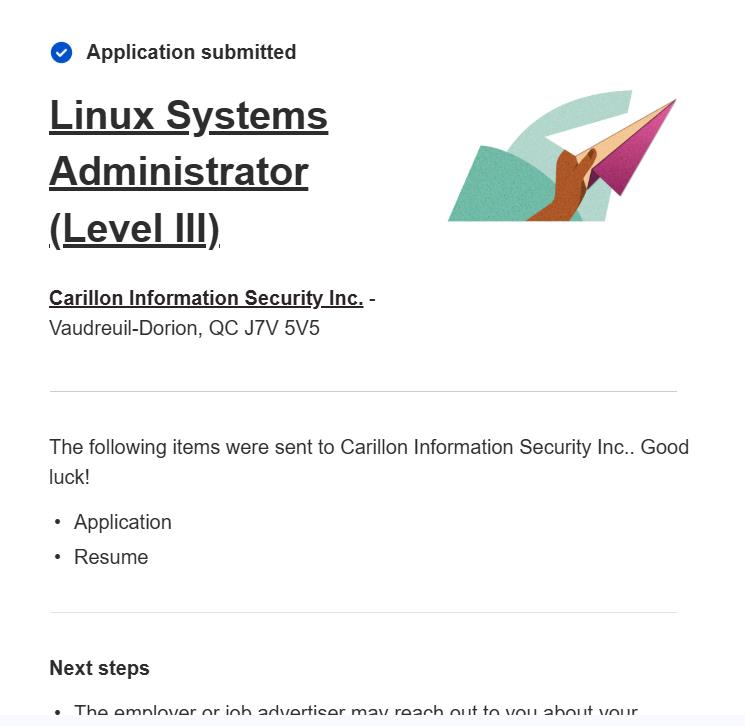 Application submitted
Linux Systems
Administrator
(Level III)
Carillon Information Security Inc. -
Vaudreuil-Dorion, QC J7V 5V5
The following items were sent to Carillon Information Security Inc.. Good
luck!
• Application
• Resume
Next steps
• The employer or job advertiser may reach out to you about your